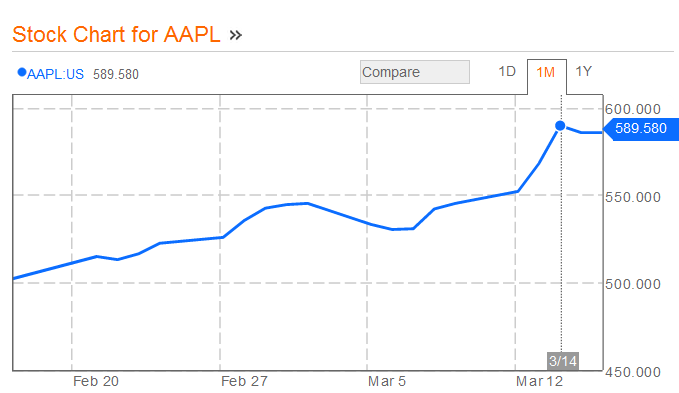 Stock Chart for AAPL »
AAPL:US 589.580
Compare
1D 1M 1Y
600.000
589.580
550.000
500.000
450.000
3/14
Feb 20 Feb 27 Mar 5 Mar 12